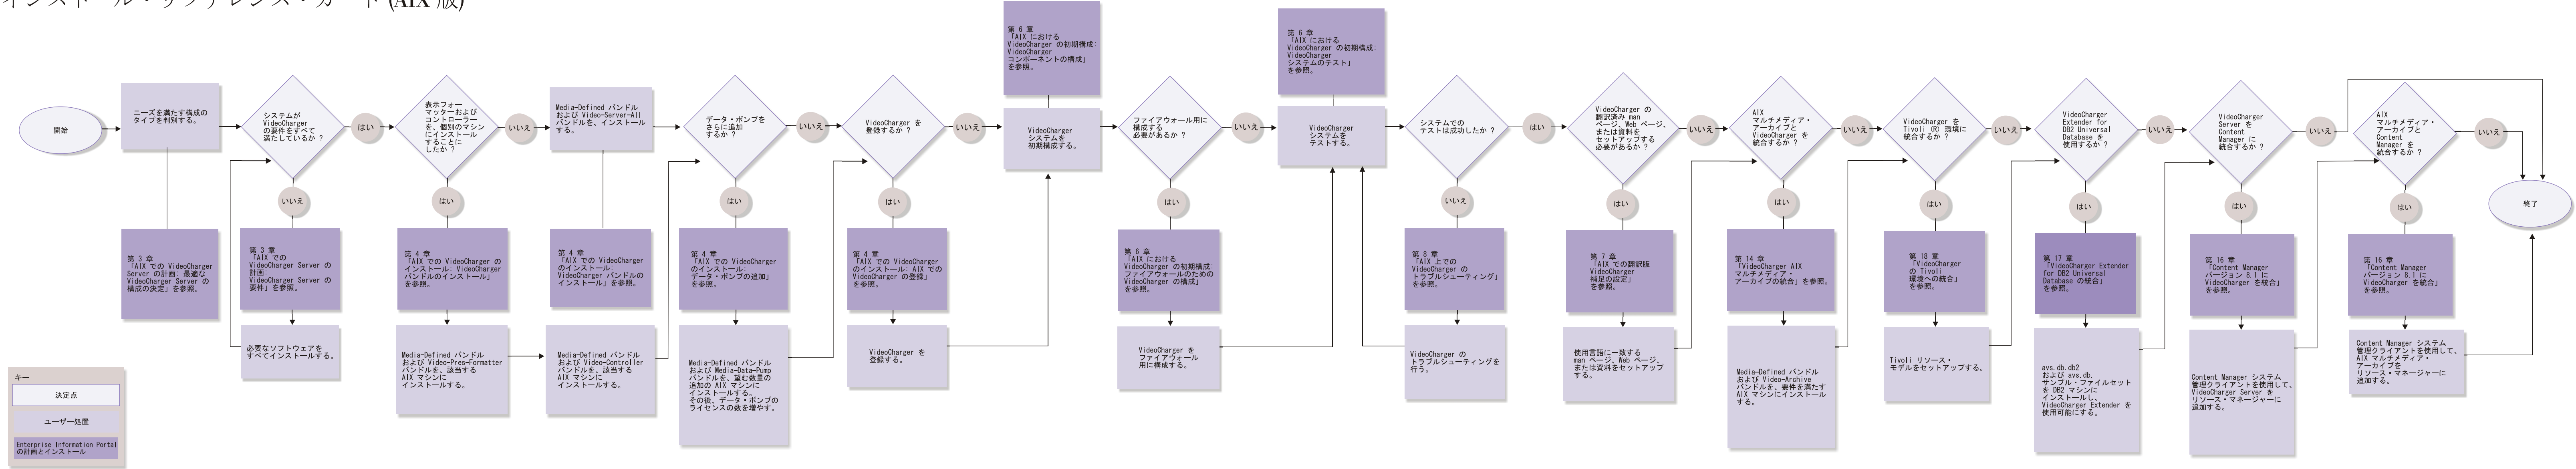 インストール・リファレンス・カード (AIX 版)
開始
ニーズを満たす構成の
タイプを判別する。
第 3 章
「AIX での VideoCharger
Server の計画: 最適な
VideoCharger Server の
構成の決定」を参照。
システムが
VideoCharger
の要件をすべて
満たしているか ?
はい
いいえ
第 3 章
「AIX での
VideoCharger Server の
計画:
VideoCharger Server の
要件」を参照。
必要なソフトウェアを
すべてインストールする。
表示フォー
マッターおよび
コントローラー
を、個別のマシン
にインストール
することに
したか ?
いいえ
はい
第 4 章
「AIX での VideoCharger の
インストール: VideoCharger
バンドルのインストール」
を参照。
Media-Defined バンドル
および Video-Pres-Formatter
バンドルを、該当する
AIX マシンに
インストールする。
Media-Defined バンドル
および Video-Server-All
バンドルを、インストール
する。
第 4 章
「AIX での VideoCharger
のインストール:
VideoCharger バンドルの
インストール」を参照。
Media-Defined バンドル
および Video-Controller
バンドルを、該当する
AIX マシンに
インストールする。
データ・ポンプを
さらに追加
するか ?
いいえ
はい
第 4 章
「AIX での VideoCharger
のインストール:
データ・ポンプの追加」
を参照。
Media-Defined バンドル
および Media-Data-Pump
バンドルを、望む数量の
追加の AIX マシンに
インストールする。
その後、データ・ポンプの
ライセンスの数を増やす。
VideoCharger を
登録するか ?
いいえ
はい
第 4 章
「AIX での VideoCharger
のインストール: AIX での
VideoCharger の登録」
を参照。
VideoCharger を
登録する。
第 6 章
「AIX における
VideoCharger の初期構成:
VideoCharger
コンポーネントの構成」
を参照。
VideoCharger
システムを
初期構成する。
ファイアウォール用に
構成する
必要があるか ?
いいえ
はい
第 6 章
「AIX における
VideoCharger の初期構成:
ファイアウォールのための
VideoCharger の構成」
を参照。
VideoCharger を
ファイアウォール
用に構成する。
第 6 章
「AIX における
VideoCharger の初期構成:
VideoCharger
システムのテスト」
を参照。
VideoCharger
システムを
テストする。
システムでの
テストは成功したか ?
はい
いいえ
第 8 章
「AIX 上での
VideoCharger の
トラブルシューティング」
を参照。
VideoCharger の
トラブルシューティングを
行う。
VideoCharger の
翻訳済み man
ページ、Web ページ、
または資料を
セットアップする
必要があるか ?
いいえ
はい
第 7 章
「AIX での翻訳版
VideoCharger
補足の設定」
を参照。
使用言語に一致する
man ページ、Web ページ、
または資料をセットアップ
する。
AIX
マルチメディア・
アーカイブと
VideoCharger を
統合するか ?
いいえ
はい
第 14 章
「VideoCharger AIX
マルチメディア・
アーカイブの統合」を参照。
Media-Defined バンドル
および Video-Archive
バンドルを、要件を満たす
AIX マシンにインストール
する。
VideoCharger を
Tivoli (R) 環境に
統合するか ?
いいえ
はい
第 18 章
「VideoCharger
の Tivoli
環境への統合」
を参照。
Tivoli リソース・
モデルをセットアップする。
VideoCharger
Extender for
DB2 Universal
Database を
使用するか ?
いいえ
はい
第 17 章
「VideoCharger Extender
for DB2 Universal
Database の統合」
を参照。
avs.db.db2
および avs.db.
サンプル・ファイルセット
を DB2 マシンに
インストールし、
VideoCharger Extender を
使用可能にする。
VideoCharger
Server を
Content
Manager に
統合するか ?
いいえ
はい
第 16 章
「Content Manager
バージョン 8.1 に
VideoCharger を統合」
を参照。
Content Manager システム
管理クライアントを使用して、
VideoCharger Server を
リソース・マネージャーに
追加する。
AIX
マルチメディア・
アーカイブと
Content
Manager を
統合するか ?
いいえ
はい
第 16 章
「Content Manager
バージョン 8.1 に
VideoCharger を統合」
を参照。
Content Manager システム
管理クライアントを使用して、
AIX マルチメディア・
アーカイブを
リソース・マネージャーに
追加する。
終了
キー
決定点
ユーザー処置
Enterprise Information Portal
の計画とインストール